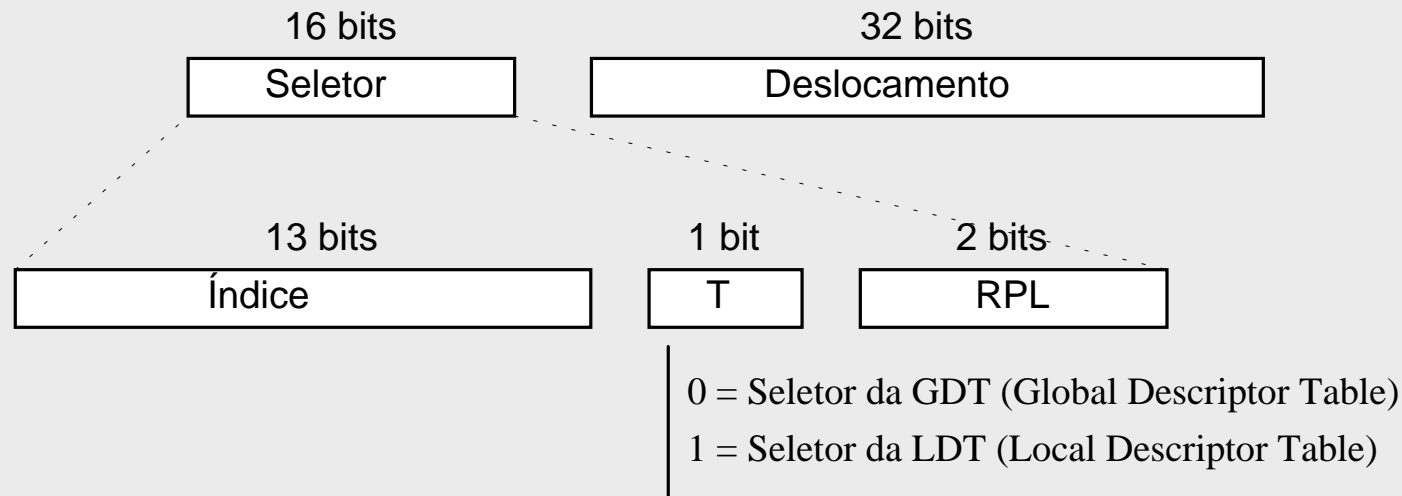 16 bits 32 bits
Seletor Deslocamento
13 bits 1 bit 2 bits
Índice T RPL
0 = Seletor da GDT (Global Descriptor Table)
1 = Seletor da LDT (Local Descriptor Table)